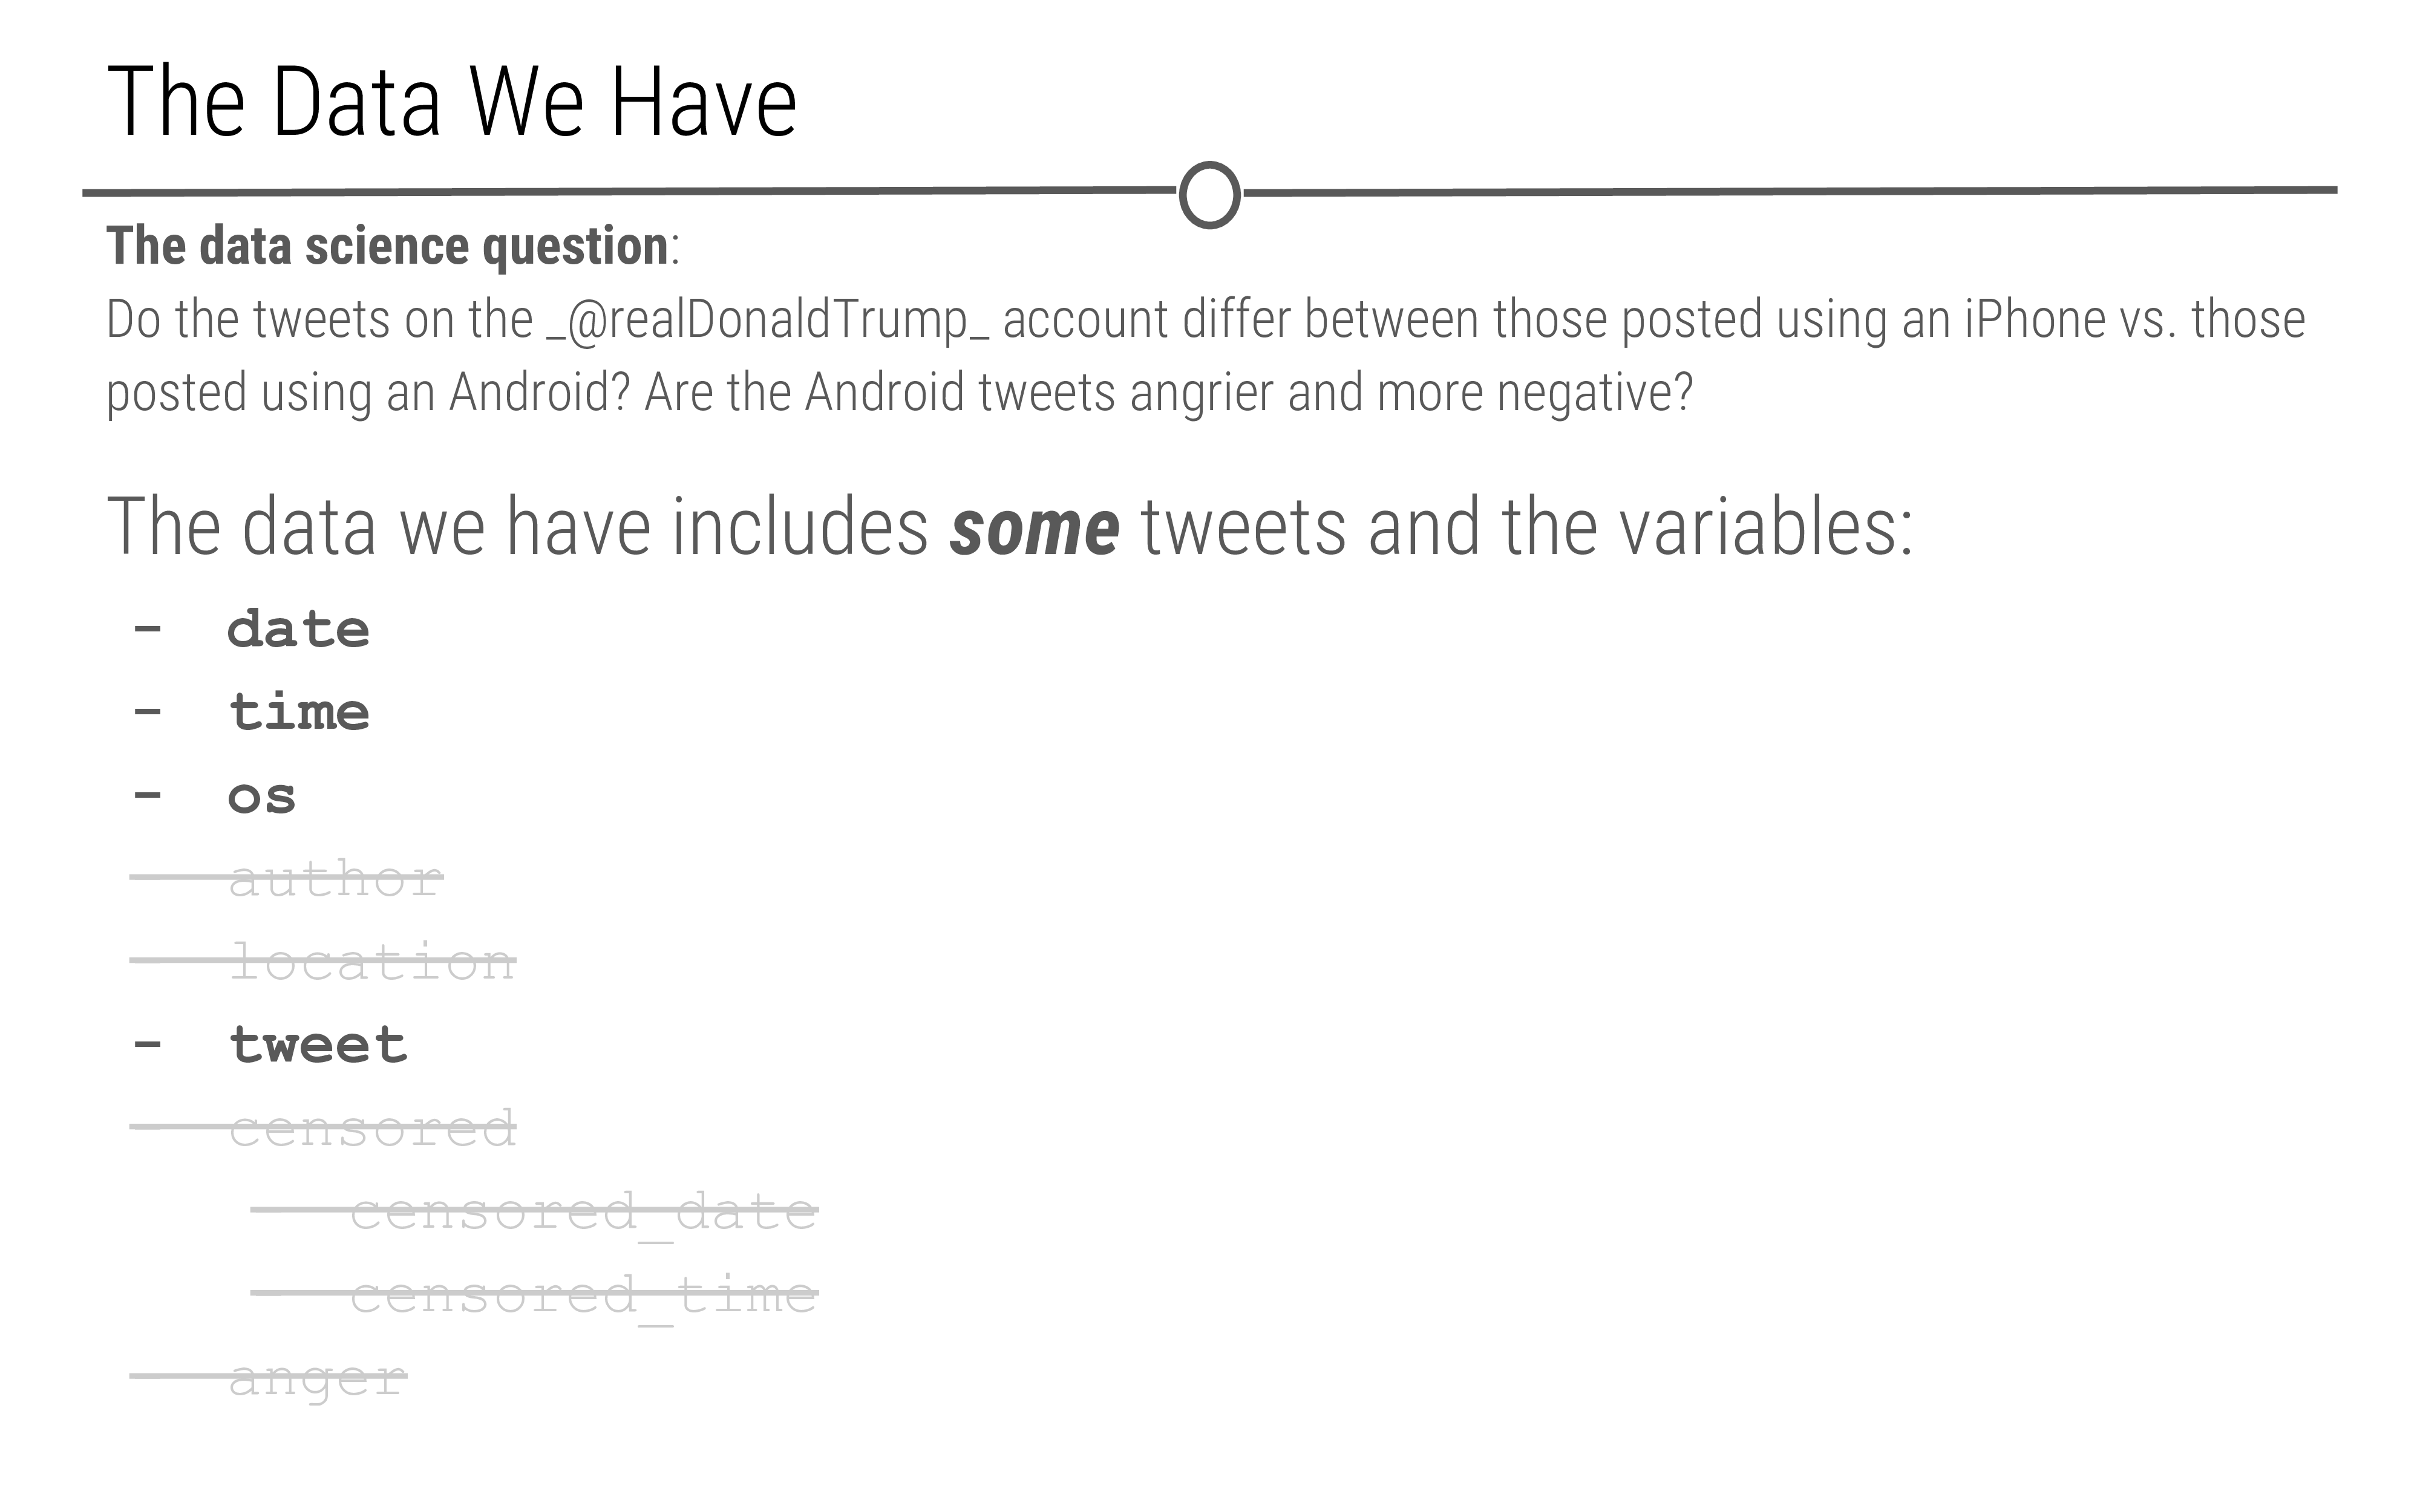 The Data We Have
The data science question:
Do the tweets on the _@realDonaldTrump_ account differ between those posted using an iPhone vs. those
posted using an Android? Are the Android tweets angrier and more negative?
The data we have includes some tweets and the variables:
- date
- time
- os
- author
- location
- tweet
- censored
- censored_date
- censored_time
- anger